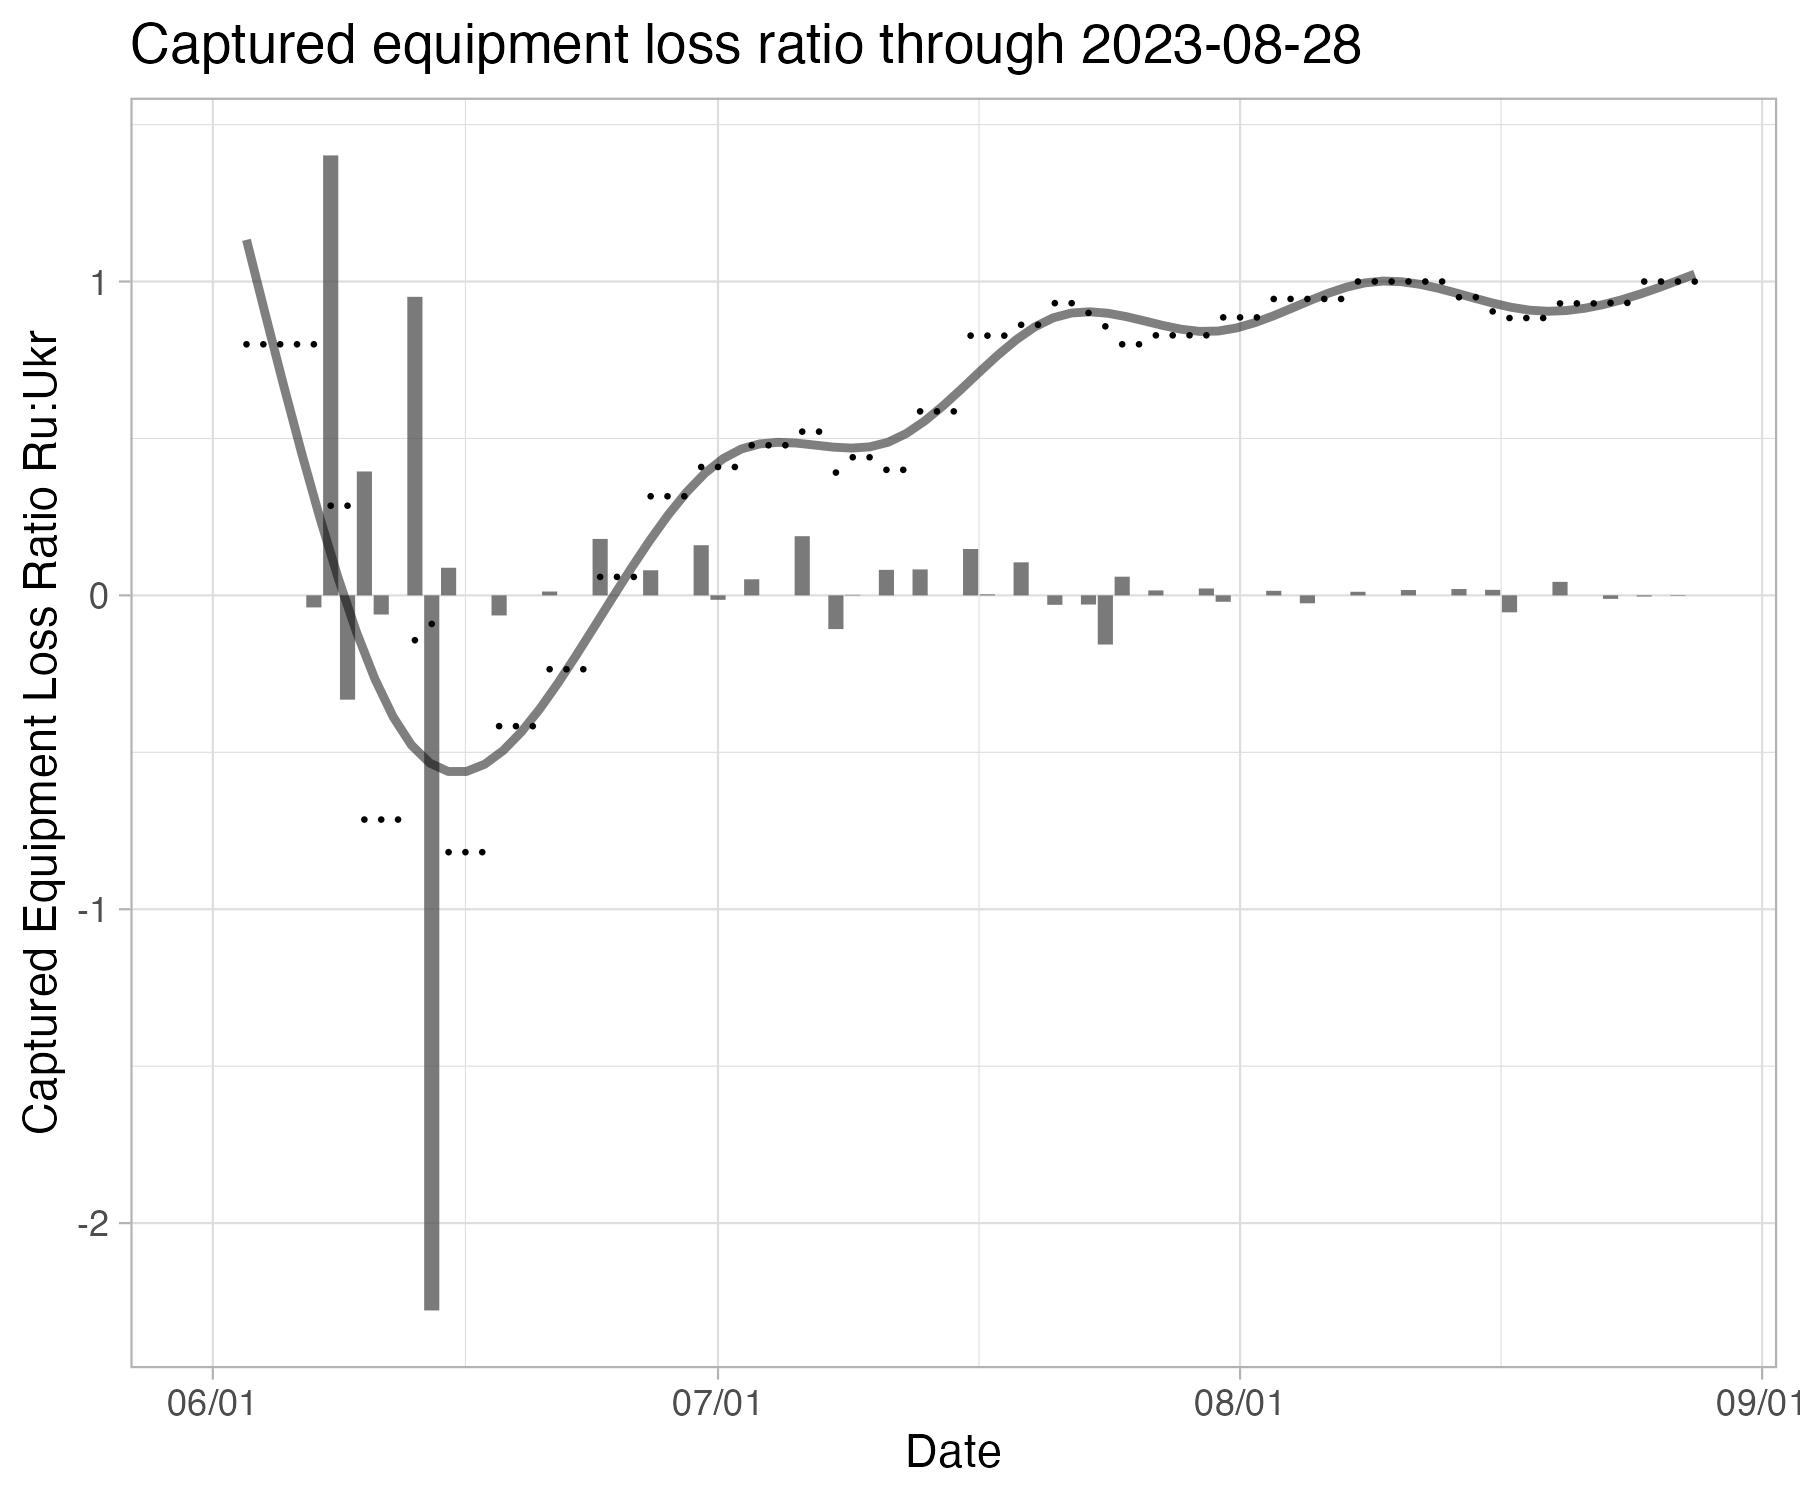 Captured equipment loss ratio through 2023-08-28
Captured Equipment Loss Ratio Ru:Ukr
1
0
-1
-2
06/01
07/01
08/01
09/01
Date